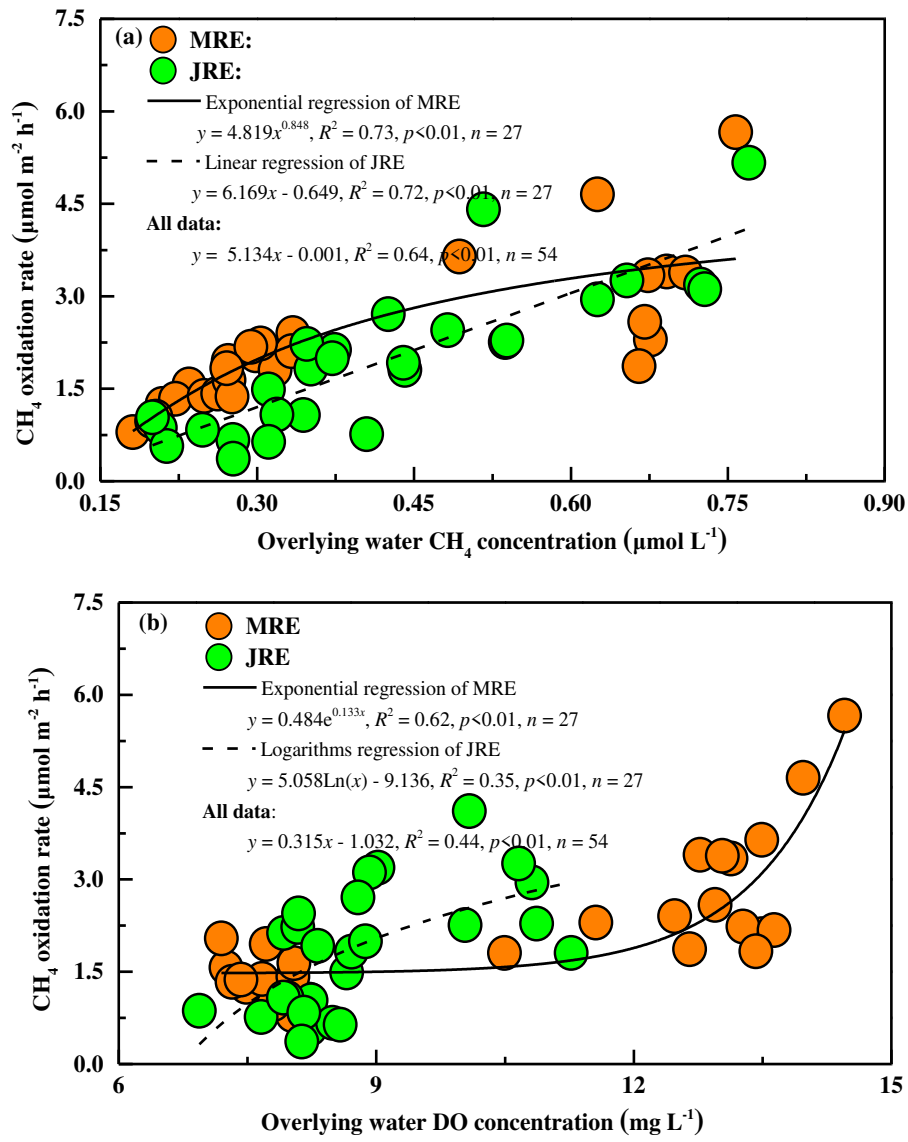 (a)
MRE:
JRE:
Exponential regression of MRE
y = 4.819x^0.848, R² = 0.73, p<0.01, n = 27
Linear regression of JRE
y = 6.169x - 0.649, R² = 0.72, p<0.01, n = 27
All data:
y = 5.134x - 0.001, R² = 0.64, p<0.01, n = 54
CH₄ oxidation rate (μmol m⁻² h⁻¹)
7.5
6.0
4.5
3.0
1.5
0.0
0.15 0.30 0.45 0.60 0.75 0.90
Overlying water CH₄ concentration (μmol L⁻¹)
(b)
MRE
JRE
Exponential regression of MRE
y = 0.484e^0.133x, R² = 0.62, p<0.01, n = 27
Logarithms regression of JRE
y = 5.058Ln(x) - 9.136, R² = 0.35, p<0.01, n = 27
All data:
y = 0.315x - 1.032, R² = 0.44, p<0.01, n = 54
CH₄ oxidation rate (μmol m⁻² h⁻¹)
7.5
6.0
4.5
3.0
1.5
0.0
6 9 12 15
Overlying water DO concentration (mg L⁻¹)